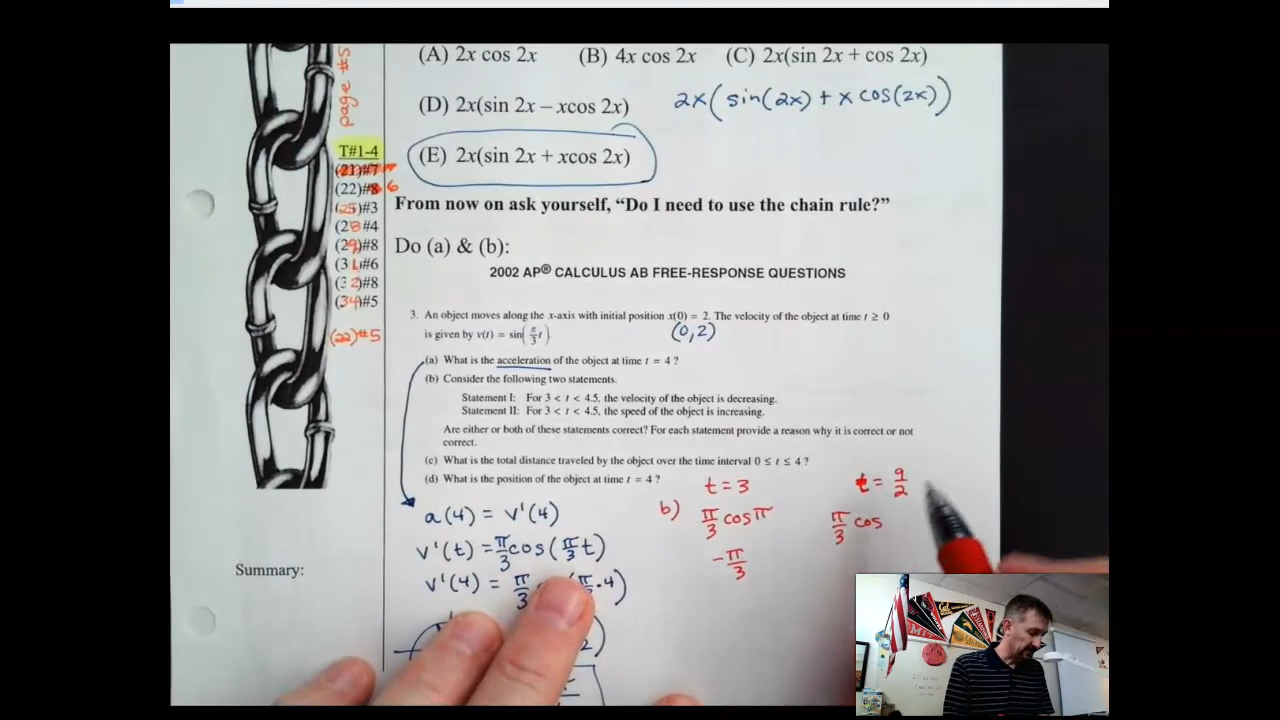 page #5
(A) 2x cos 2x (B) 4x cos 2x (C) 2x(sin 2x + cos 2x)
(D) 2x(sin 2x – xcos 2x) 2x(sin(2x) + x cos(2x))
(E) 2x(sin 2x + xcos 2x)
T#1-4
(21)#7
(22)#8 6
(25)#3
(28#4
(29)#8
(31#6
(32)#8
(34)#5
(22)#5
From now on ask yourself, “Do I need to use the chain rule?”
Do (a) & (b):
2002 AP® CALCULUS AB FREE-RESPONSE QUESTIONS
3. An object moves along the x-axis with initial position x(0) = 2. The velocity of the object at time t ≥ 0
is given by v(t) = sin(π/3 t).
(0,2)
(a) What is the acceleration of the object at time t = 4 ?
(b) Consider the following two statements.
Statement I: For 3 < t < 4.5, the velocity of the object is decreasing.
Statement II: For 3 < t < 4.5, the speed of the object is increasing.
Are either or both of these statements correct? For each statement provide a reason why it is correct or not
correct.
(c) What is the total distance traveled by the object over the time interval 0 ≤ t ≤ 4 ?
(d) What is the position of the object at time t = 4 ?
a(4) = v'(4)
v'(t) = π/3 cos(π/3 t)
v'(4) = π/3 · 4)
b) t = 3
π/3 cos π
-π/3
t = 9/2
π/3 cos
Summary: